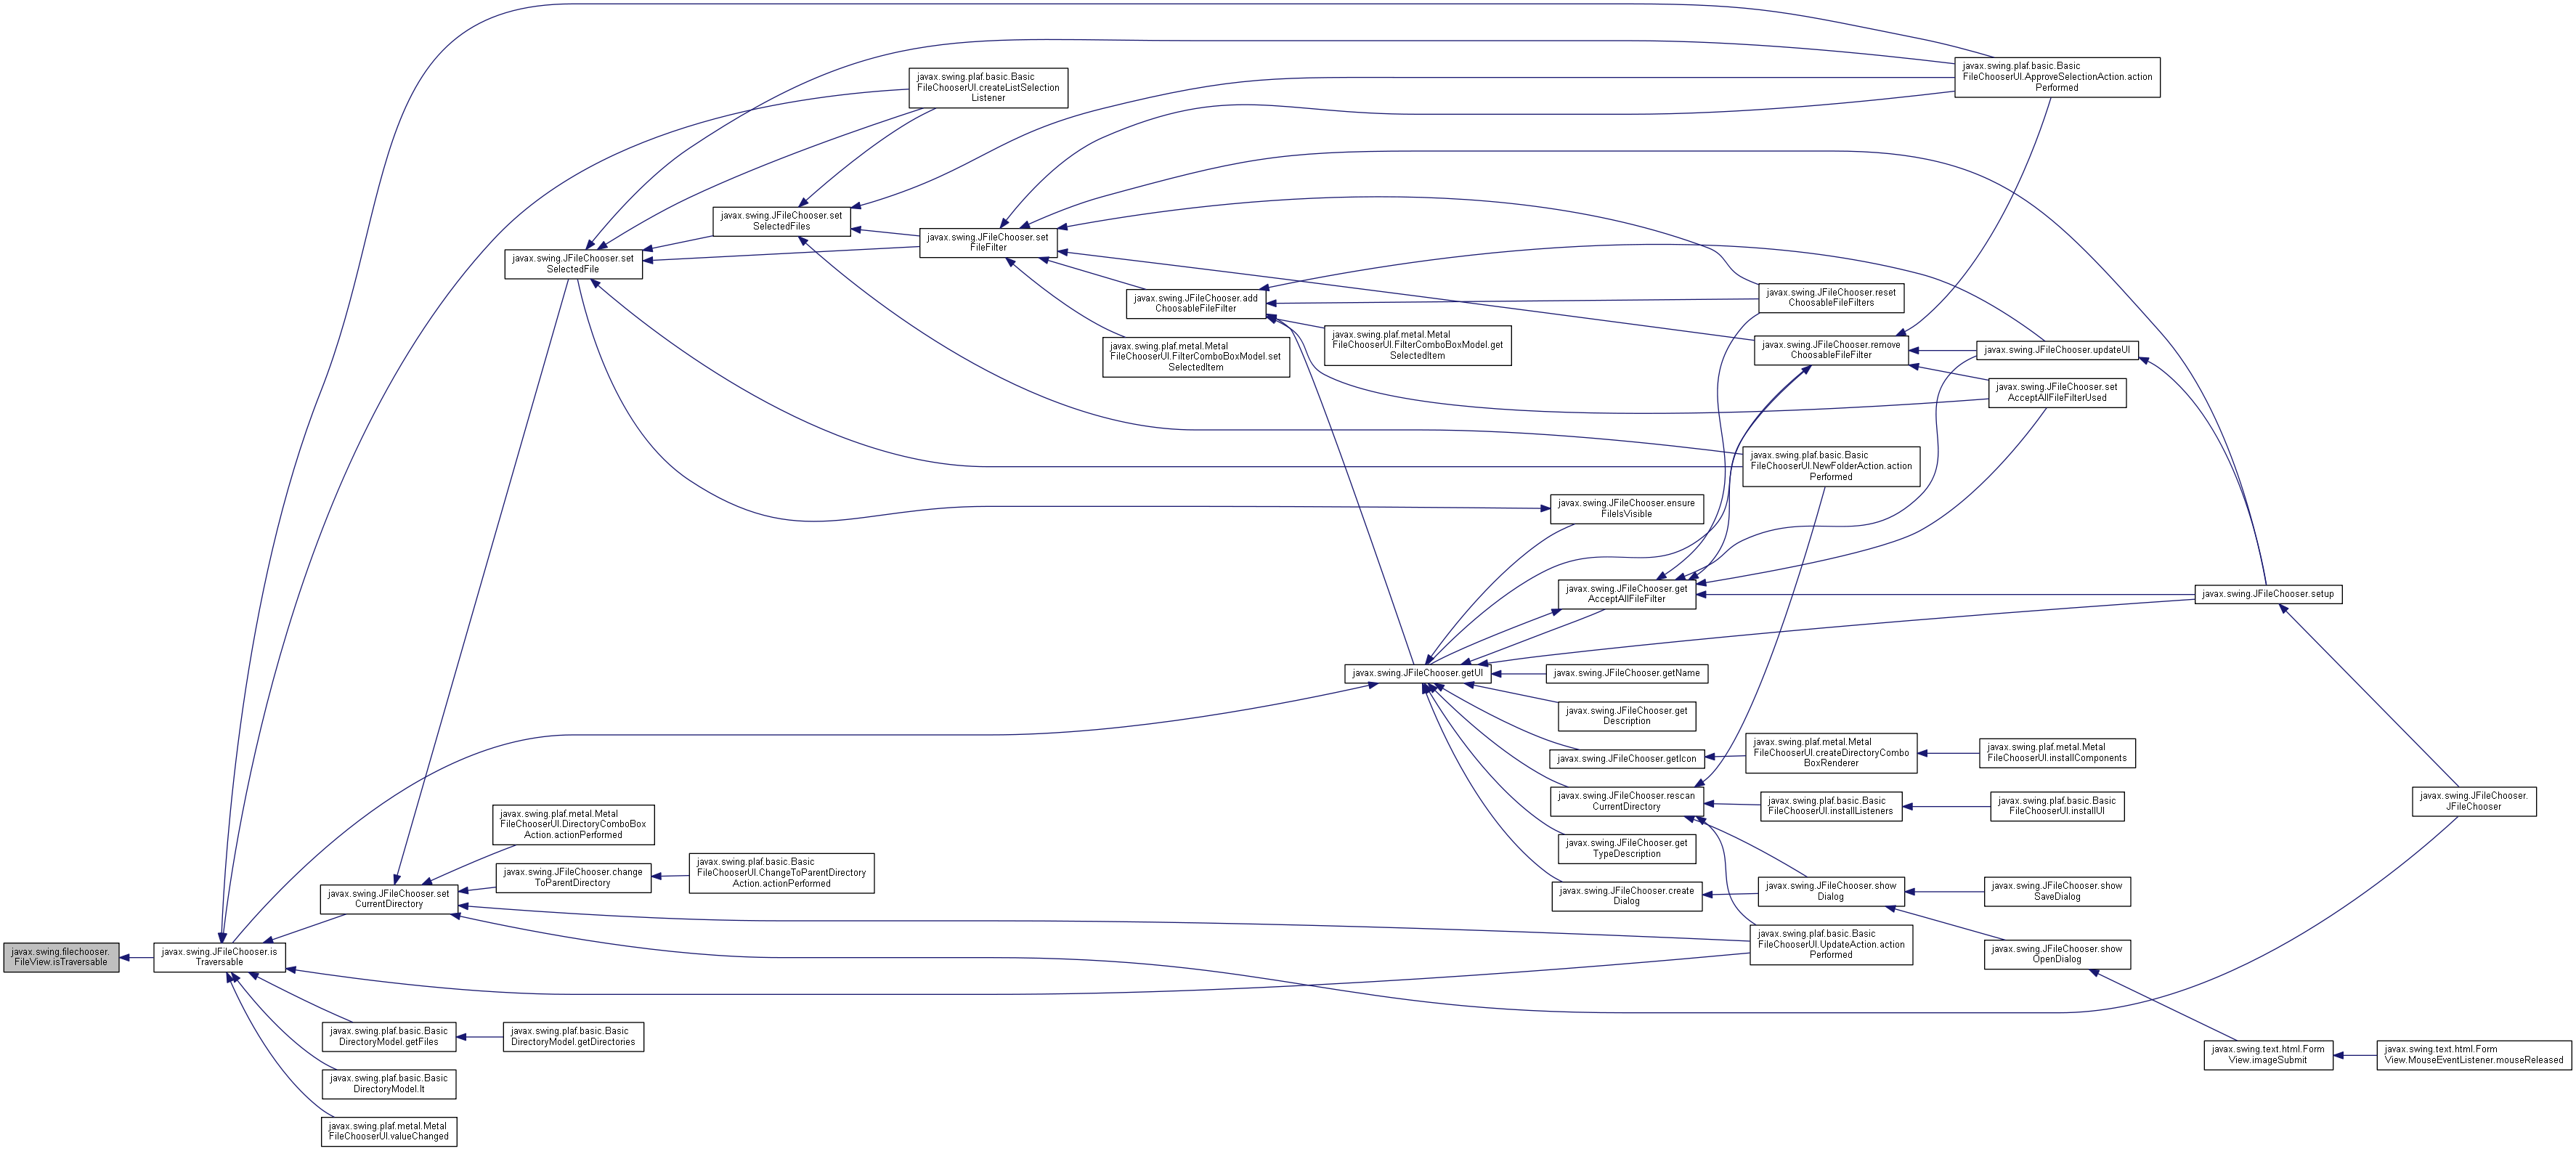 javax.swing.filechooser.
FileView.isTraversable
javax.swing.JFileChooser.is
Traversable
javax.swing.JFileChooser.set
CurrentDirectory
javax.swing.plaf.basic.Basic
DirectoryModel.getFiles
javax.swing.plaf.basic.Basic
DirectoryModel.lt
javax.swing.plaf.metal.Metal
FileChooserUI.valueChanged
javax.swing.JFileChooser.set
SelectedFile
javax.swing.plaf.metal.Metal
FileChooserUI.DirectoryComboBox
Action.actionPerformed
javax.swing.JFileChooser.change
ToParentDirectory
javax.swing.plaf.basic.Basic
DirectoryModel.getDirectories
javax.swing.JFileChooser.set
SelectedFiles
javax.swing.plaf.basic.Basic
FileChooserUI.ChangeToParentDirectory
Action.actionPerformed
javax.swing.plaf.basic.Basic
FileChooserUI.createListSelection
Listener
javax.swing.JFileChooser.set
FileFilter
javax.swing.JFileChooser.add
ChoosableFileFilter
javax.swing.plaf.metal.Metal
FileChooserUI.FilterComboBoxModel.set
SelectedItem
javax.swing.plaf.metal.Metal
FileChooserUI.FilterComboBoxModel.get
SelectedItem
javax.swing.JFileChooser.getUI
javax.swing.JFileChooser.ensure
FileIsVisible
javax.swing.JFileChooser.get
AcceptAllFileFilter
javax.swing.JFileChooser.getName
javax.swing.JFileChooser.get
Description
javax.swing.JFileChooser.getIcon
javax.swing.JFileChooser.rescan
CurrentDirectory
javax.swing.JFileChooser.get
TypeDescription
javax.swing.JFileChooser.create
Dialog
javax.swing.JFileChooser.reset
ChoosableFileFilters
javax.swing.JFileChooser.remove
ChoosableFileFilter
javax.swing.plaf.basic.Basic
FileChooserUI.NewFolderAction.action
Performed
javax.swing.plaf.metal.Metal
FileChooserUI.createDirectoryCombo
BoxRenderer
javax.swing.plaf.basic.Basic
FileChooserUI.installListeners
javax.swing.JFileChooser.show
Dialog
javax.swing.plaf.basic.Basic
FileChooserUI.UpdateAction.action
Performed
javax.swing.plaf.basic.Basic
FileChooserUI.ApproveSelectionAction.action
Performed
javax.swing.JFileChooser.updateUI
javax.swing.JFileChooser.set
AcceptAllFileFilterUsed
javax.swing.plaf.metal.Metal
FileChooserUI.installComponents
javax.swing.plaf.basic.Basic
FileChooserUI.installUI
javax.swing.JFileChooser.show
SaveDialog
javax.swing.JFileChooser.show
OpenDialog
javax.swing.JFileChooser.setup
javax.swing.text.html.Form
View.imageSubmit
javax.swing.JFileChooser.
JFileChooser
javax.swing.text.html.Form
View.MouseEventListener.mouseReleased